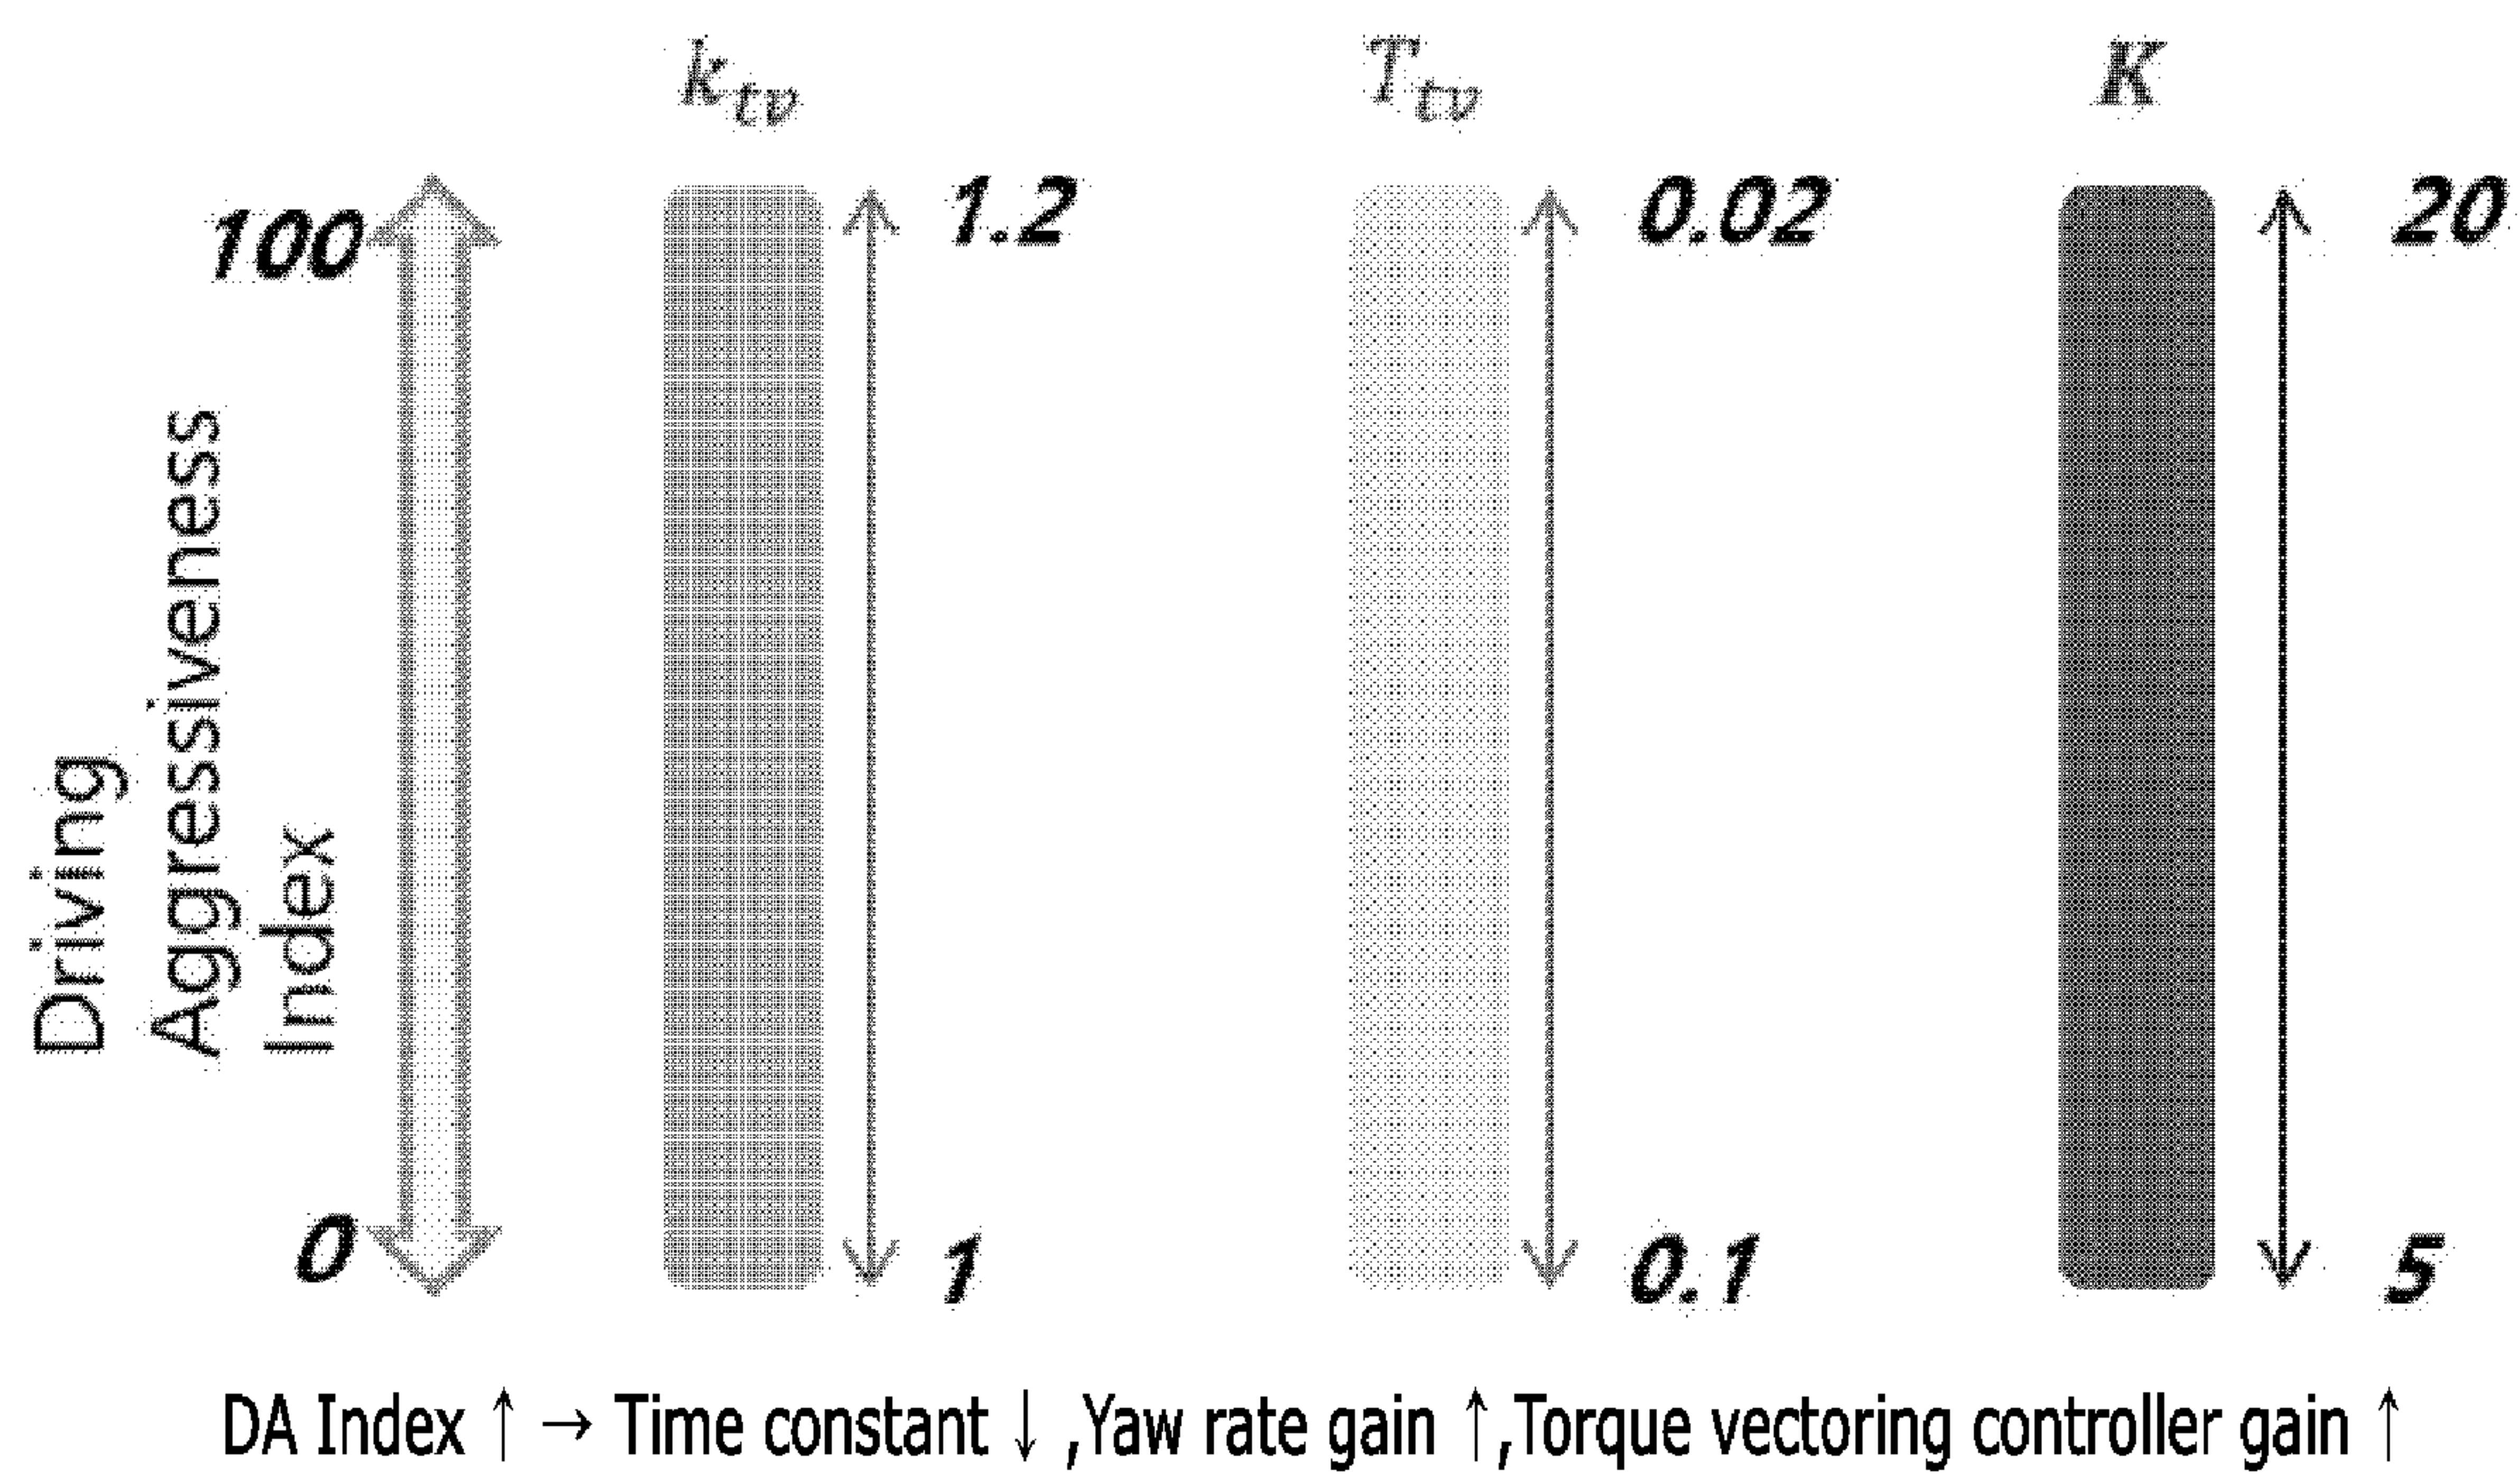 k_tv T_tv K
100 1.2 0.02 20
Driving
Aggressiveness
Index
0 1 0.1 5
DA Index ↑ → Time constant ↓ ,Yaw rate gain ↑,Torque vectoring controller gain ↑